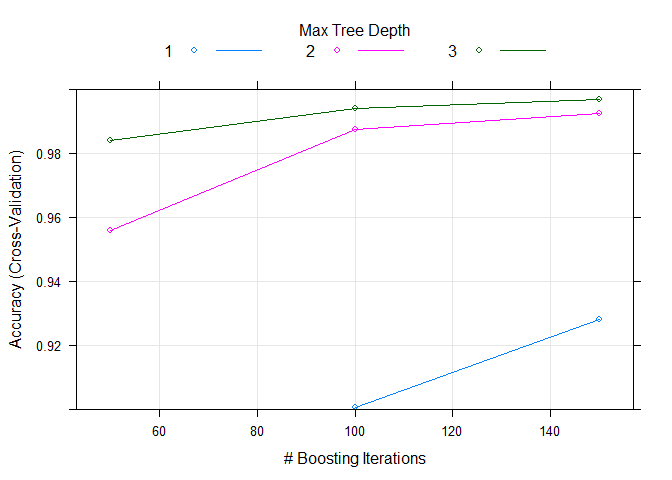 Max Tree Depth
1 2 3
0.98
0.96
0.94
0.92
Accuracy (Cross-Validation)
60 80 100 120 140
# Boosting Iterations